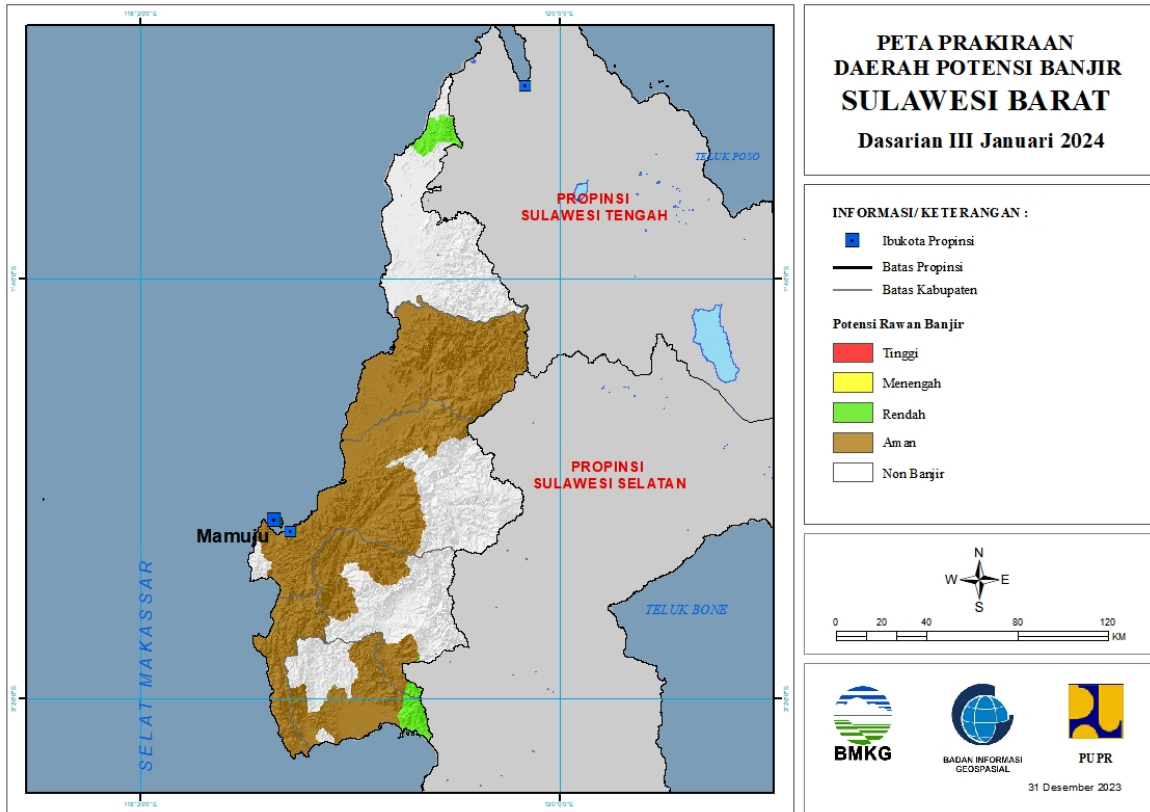 PETA PRAKIRAAN
DAERAH POTENSI BANJIR
SULAWESI BARAT
Dasarian III Januari 2024
INFORMASI/ KETERANGAN :
Ibukota Propinsi
Batas Propinsi
Batas Kabupaten
Potensi Rawan Banjir
Tinggi
Menengah
Rendah
Aman
Non Banjir
N
W E
S
0 20 40 80 120
KM
BMKG
BADAN INFORMASI
GEOSPASIAL
PUPR
31 Desember 2023
TELUK POSO
PROPINSI
SULAWESI TENGAH
PROPINSI
SULAWESI SELATAN
Mamuju
SELAT MAKASSAR
TELUK BONE